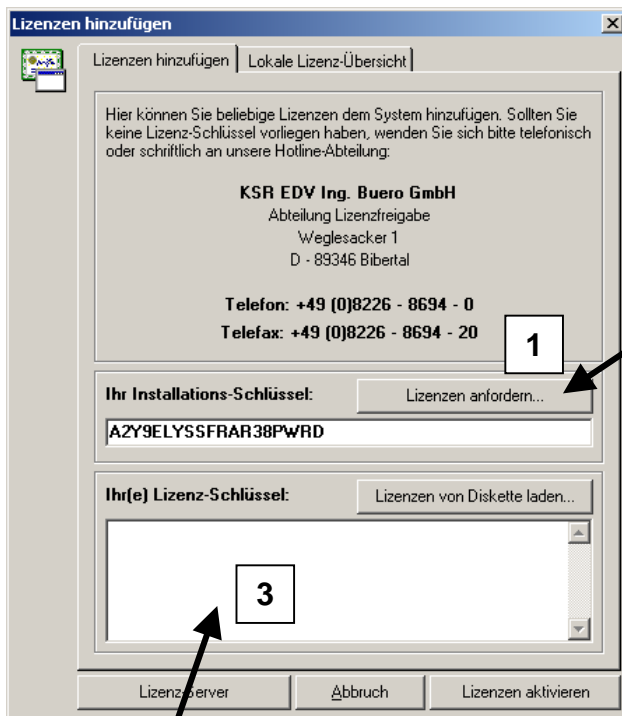 Lizenzen hinzufügen
Lizenzen hinzufügen
Lokale Lizenz-Übersicht
Hier können Sie beliebige Lizenzen dem System hinzufügen. Sollten Sie
keine Lizenz-Schlüssel vorliegen haben, wenden Sie sich bitte telefonisch
oder schriftlich an unsere Hotline-Abteilung:
KSR EDV Ing. Buero GmbH
Abteilung Lizenzfreigabe
Weglesacker 1
D - 89346 Bibertal
Telefon: +49 (0)8226 - 8694 - 0
Telefax: +49 (0)8226 - 8694 - 20
1
Ihr Installations-Schlüssel:
Lizenzen anfordern...
A2Y9ELYSSFRAR38PWRD
Ihr(e) Lizenz-Schlüssel:
Lizenzen von Diskette laden...
3
Lizenz-Server
Abbruch
Lizenzen aktivieren